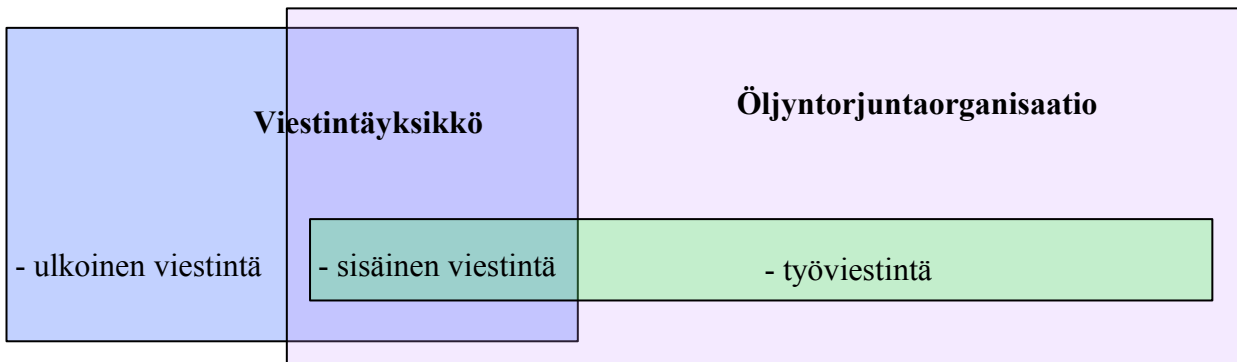 Öljyntorjuntaorganisaatio
Viestintäyksikkö
- ulkoinen viestintä
- sisäinen viestintä
- työviestintä